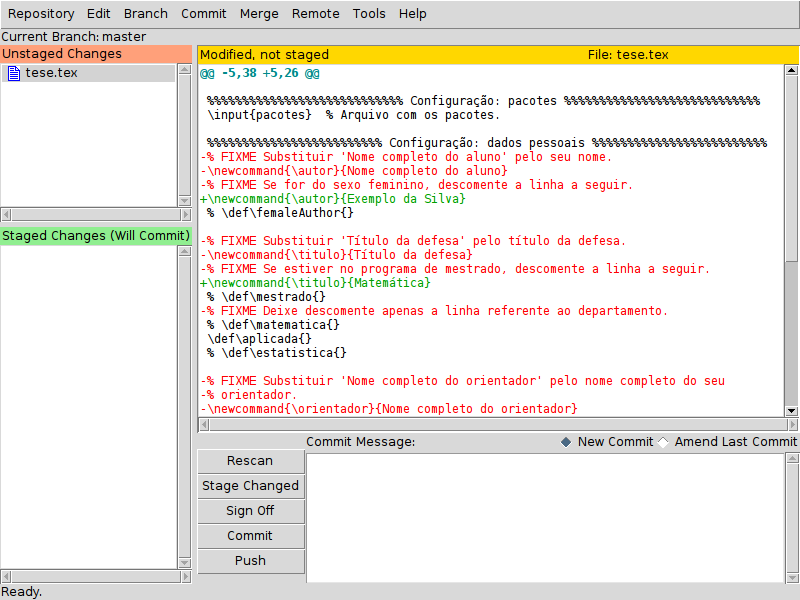 Repository Edit Branch Commit Merge Remote Tools Help
Current Branch: master
Unstaged Changes
tese.tex
Staged Changes (Will Commit)
Modified, not staged File: tese.tex
@@ -5,38 +5,26 @@
%%%%%%%%%%%%%%%%%%%%%%%%%%%% Configuração: pacotes %%%%%%%%%%%%%%%%%%%%%%%%%%%%
\input{pacotes}  % Arquivo com os pacotes.
%%%%%%%%%%%%%%%%%%%%%%%%% Configuração: dados pessoais %%%%%%%%%%%%%%%%%%%%%%%%%
-% FIXME Substituir 'Nome completo do aluno' pelo seu nome.
-\newcommand{\autor}{Nome completo do aluno}
-% FIXME Se for do sexo feminino, descomente a linha a seguir.
+\newcommand{\autor}{Exemplo da Silva}
% \def\femaleAuthor{}
-% FIXME Substituir 'Título da defesa' pelo título da defesa.
-\newcommand{\titulo}{Título da defesa}
-% FIXME Se estiver no programa de mestrado, descomente a linha a seguir.
+\newcommand{\titulo}{Matemática}
% \def\mestrado{}
-% FIXME Deixe descomente apenas a linha referente ao departamento.
% \def\matematica{}
\def\aplicada{}
% \def\estatistica{}
-% FIXME Substituir 'Nome completo do orientador' pelo nome completo do seu
-% orientador.
-\newcommand{\orientador}{Nome completo do orientador}
Commit Message: New Commit Amend Last Commit
Rescan
Stage Changed
Sign Off
Commit
Push
Ready.